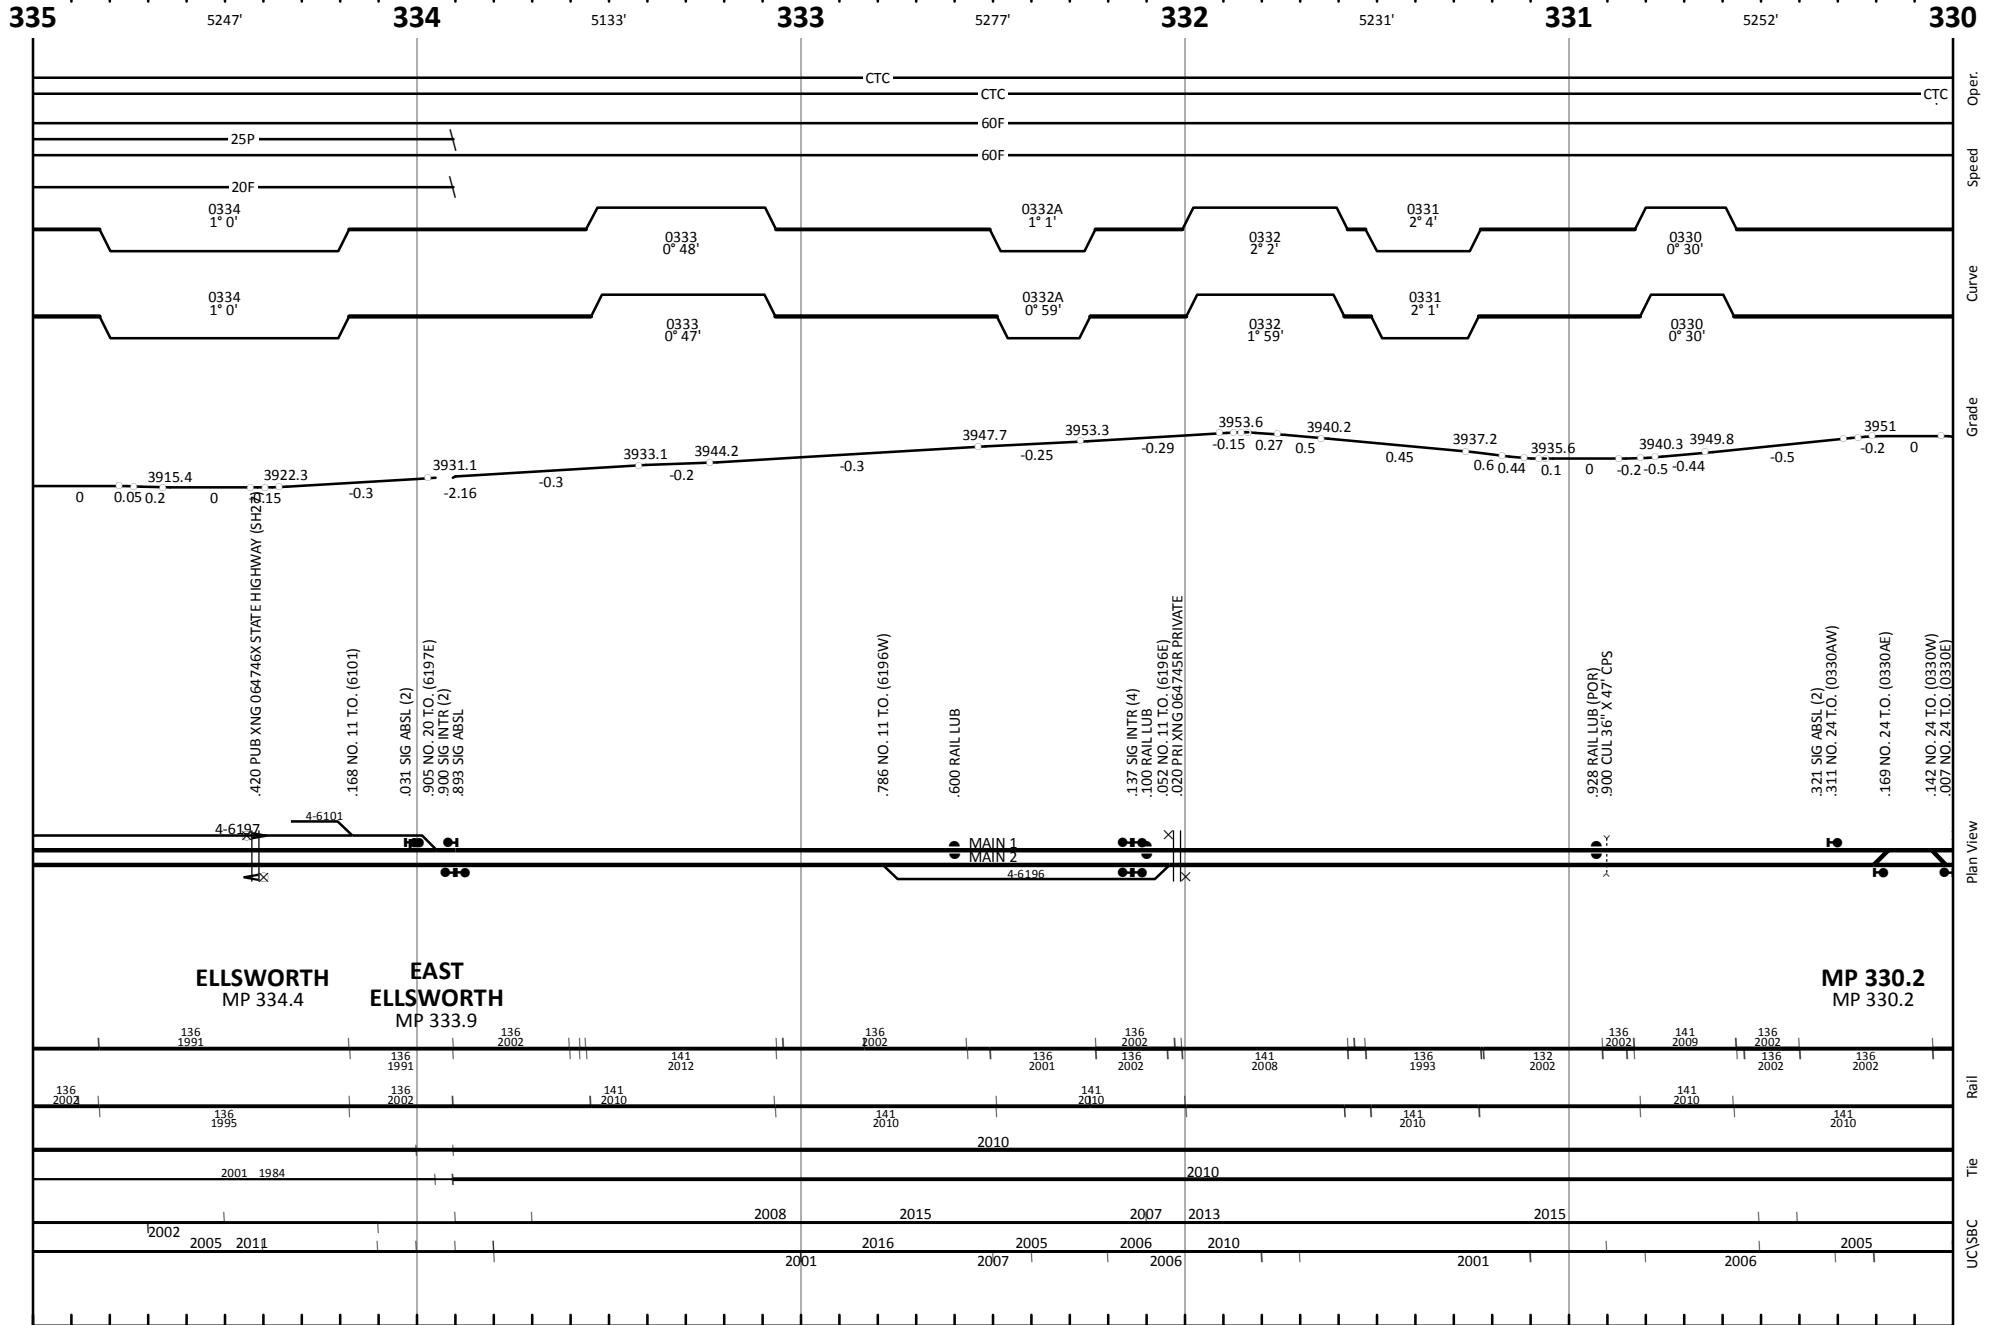 335 5247' 334 5133' 333 5277' 332 5231' 331 5252' 330
CTC
CTC CTC
Oper.
60F
25P
60F
20F
Speed
0334 0332A 0331
1° 0' 1° 1' 2° 4'
0333 0332 0330
0° 48' 2° 2' 0° 30'
Curve
0334 0332A 0331
1° 0' 0° 59' 2° 1'
0333 0332 0330
0° 47' 1° 59' 0° 30'
Grade
3915.4 3922.3 3931.1 3933.1 3944.2 3947.7 3953.3 3953.6 3940.2 3937.2 3935.6 3940.3 3949.8 3951
0 0.05 0.2 0 -0.15 -0.3 -2.16 -0.3 -0.2 -0.3 -0.25 -0.29 -0.15 0.27 0.5 0.45 0.6 0.44 0.1 0 -0.2 -0.5 -0.44 -0.5 -0.2 0
.420 PUB XNG 064746X STATE HIGHWAY (SH27)
.168 NO. 11 T.O. (6101)
.031 SIG ABSL (2)
.905 NO. 20 T.O. (6197E)
.900 SIG INTR (2)
.893 SIG ABSL
.786 NO. 11 T.O. (6196W)
.600 RAIL LUB
.137 SIG INTR (4)
.100 RAIL LUB
.052 NO. 11 T.O. (6196E)
.020 PRI XNG 064745R PRIVATE
.928 RAIL LUB (POR)
.900 CUL 36" X 47' CPS
.321 SIG ABSL (2)
.311 NO. 24 T.O. (0330AW)
.169 NO. 24 T.O. (0330AE)
.142 NO. 24 T.O. (0330W)
.007 NO. 24 T.O. (0330E)
4-6101
4-6197
MAIN 1
MAIN 2
4-6196
Plan View
ELLSWORTH
MP 334.4
EAST
ELLSWORTH
MP 333.9
MP 330.2
MP 330.2
136 136 136 136 136 141 136
1991 2002 2002 2002 2002 2009 2002
136 141 136 136 141 136 132 136 136
1991 2012 2001 2002 2008 1993 2002 2002 2002
Rail
136 136 141 141 141
2002 2002 2010 2010 2010
136 141 141 141
1995 2010 2010 2010
2010
Tie
2001 1984 2010
2008 2015 2007 2013 2015
2002
UC\SBC
2005 2011 2016 2005 2006 2010 2005
2001 2007 2006 2001 2006